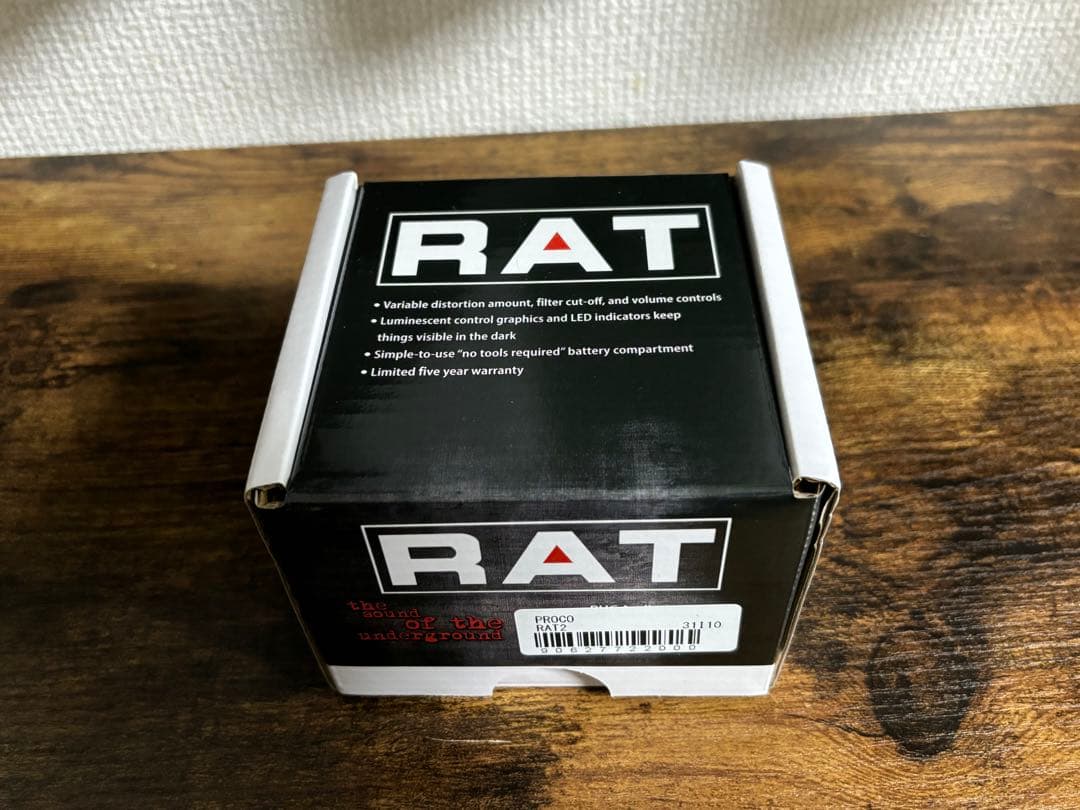 RAT
• Variable distortion amount, filter cut-off, and volume controls
• Luminescent control graphics and LED indicators keep
things visible in the dark
• Simple-to-use "no tools required" battery compartment
• Limited five year warranty
RAT
the
sound
of the
underground
PROCO
RAT2 31110
90627722000